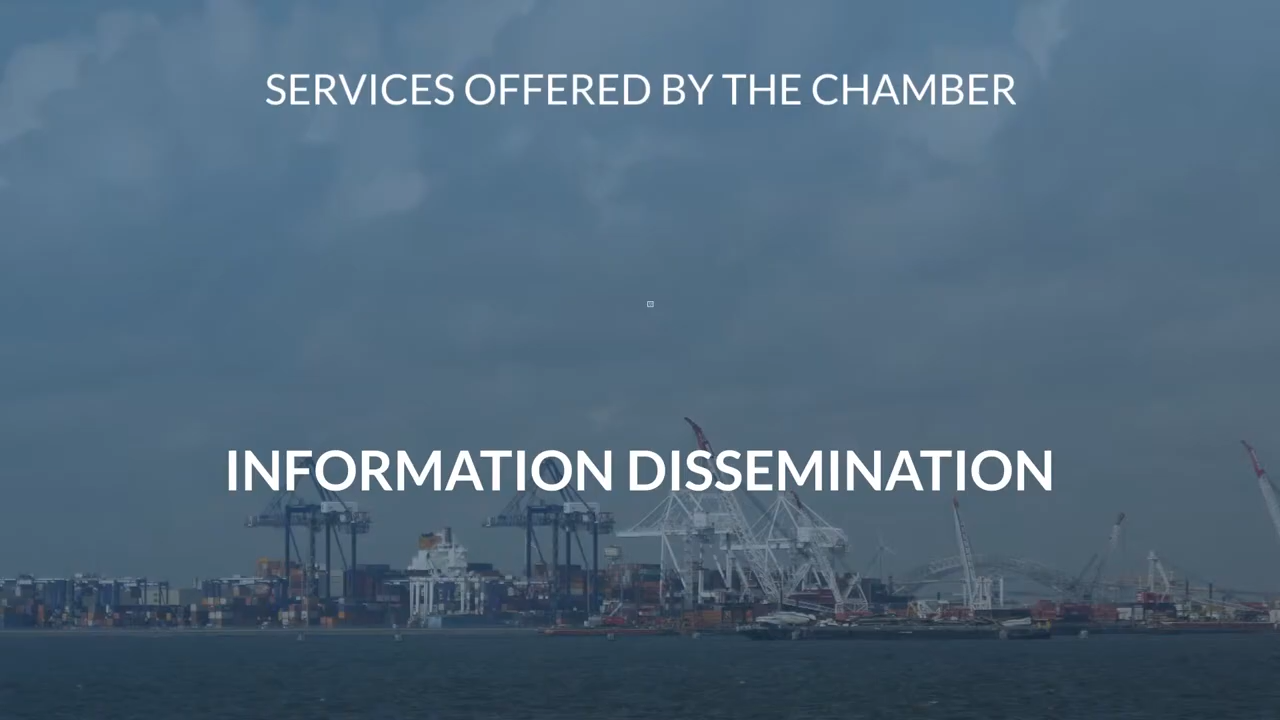 SERVICES OFFERED BY THE CHAMBER
INFORMATION DISSEMINATION